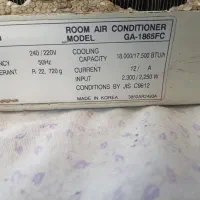 ROOM AIR CONDITIONER
MODEL GA-1865FC
240 / 220V COOLING CAPACITY 18,000/17,500 BTU/h
50Hz CURRENT 12 / A
R-22, 720g INPUT 2,300/2,250 W
CONDITIONS BY JIS C9612
MADE IN KOREA